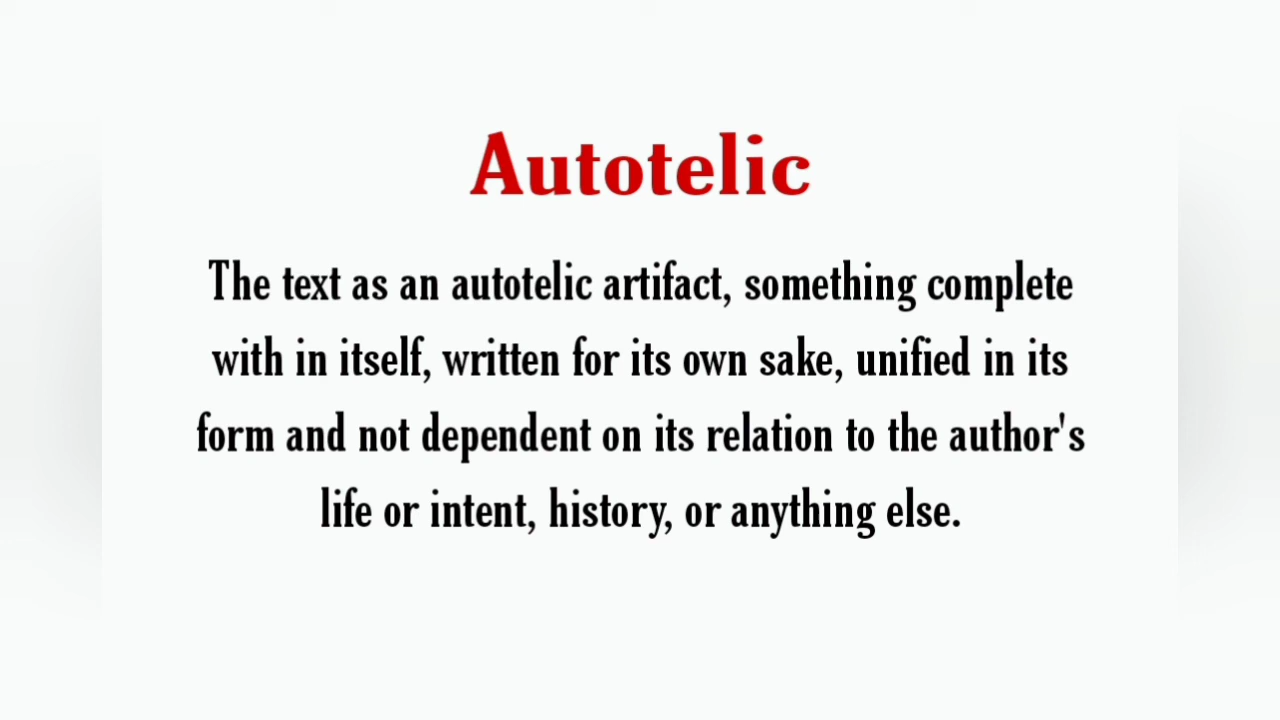 Autotelic
The text as an autotelic artifact, something complete
with in itself, written for its own sake, unified in its
form and not dependent on its relation to the author's
life or intent, history, or anything else.